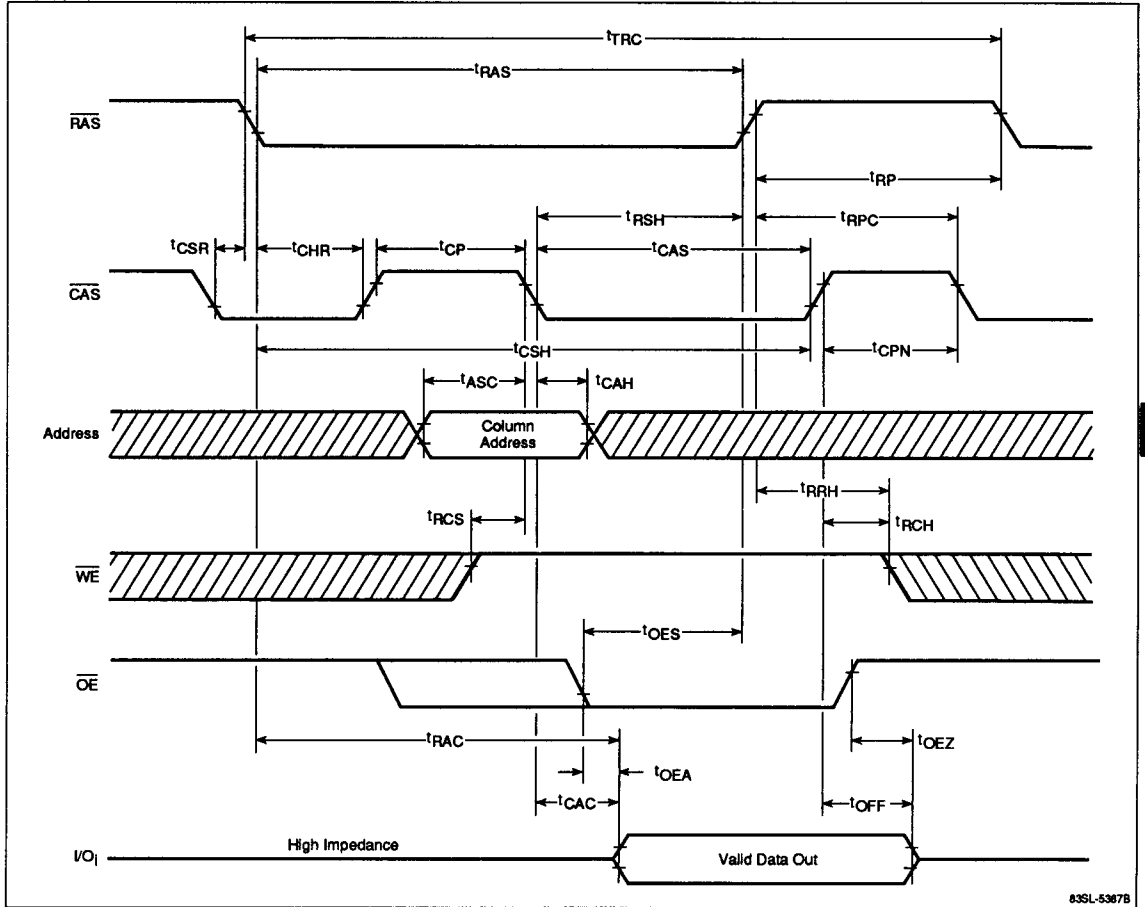 tTRC
tRAS
RAS
tRP
tRSH
tRPC
tCSR
tCHR
tCP
tCAS
CAS
tCSH
tCPN
tASC
tCAH
Address
Column
Address
tRRH
tRCS
tRCH
WE
tOES
OE
tRAC
tOEZ
tOEA
tCAC
tOFF
I/Oi
High Impedance
Valid Data Out
83SL-5387B